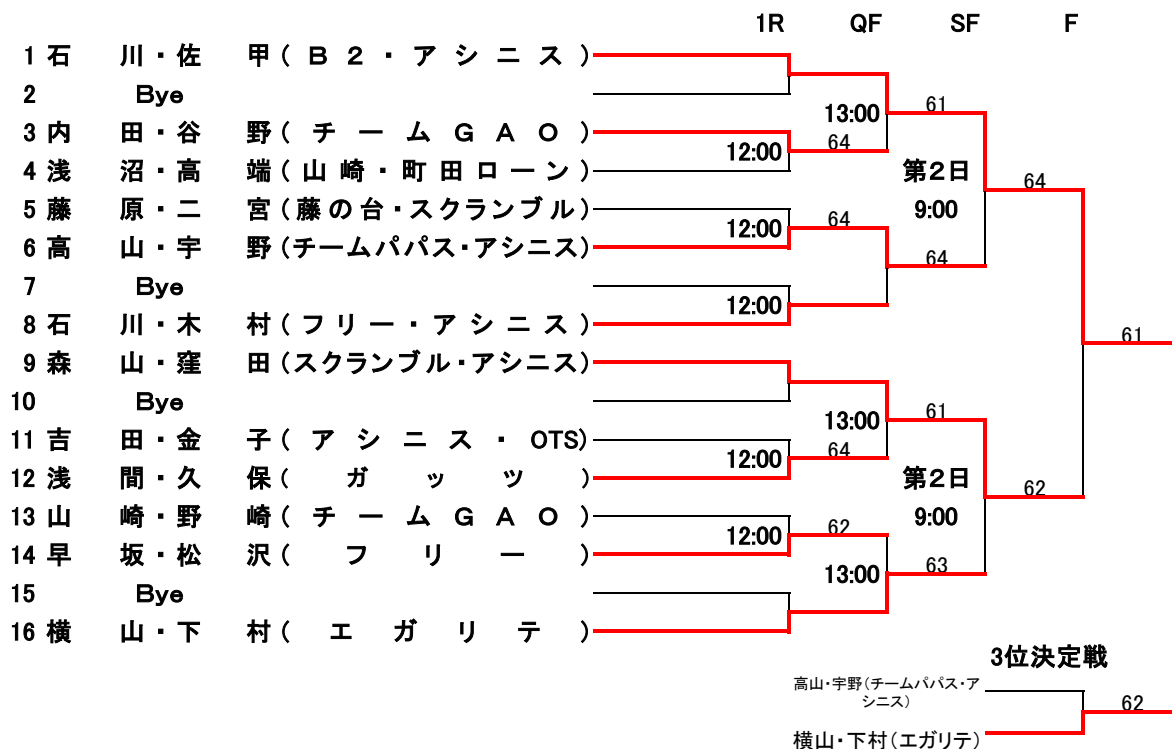 1R QF SF F
1 石川・佐甲(B2・アシニス)
2 Bye
61
13:00
3 内田・谷野(チームGAO)
12:00 64
4 浅沼・高端(山崎・町田ローン)
第2日
64
5 藤原・二宮(藤の台・スクランブル)
9:00
12:00 64
6 高山・宇野(チームパパス・アシニス)
64
7 Bye
12:00
8 石川・木村(フリー・アシニス)
61
9 森山・窪田(スクランブル・アシニス)
10 Bye
61
13:00
11 吉田・金子(アシニス・OTS)
12:00 64
12 浅間・久保(ガッツ)
第2日
62
13 山崎・野崎(チームGAO)
9:00
12:00 62
14 早坂・松沢(フリー)
13:00 63
15 Bye
16 横山・下村(エガリテ)
3位決定戦
高山・宇野(チームパパス・ア
シニス)
62
横山・下村(エガリテ)